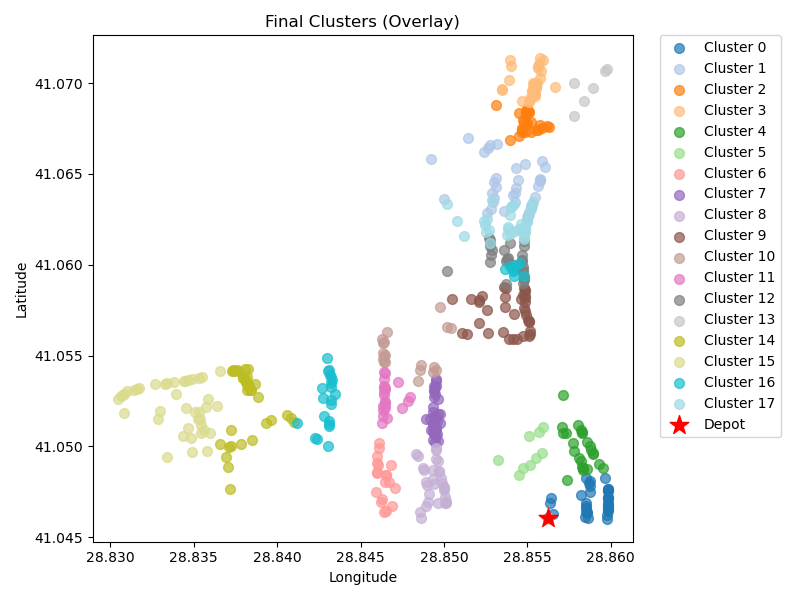 Final Clusters (Overlay)
Latitude
41.070
41.065
41.060
41.055
41.050
41.045
28.830 28.835 28.840 28.845 28.850 28.855 28.860
Longitude
Cluster 0
Cluster 1
Cluster 2
Cluster 3
Cluster 4
Cluster 5
Cluster 6
Cluster 7
Cluster 8
Cluster 9
Cluster 10
Cluster 11
Cluster 12
Cluster 13
Cluster 14
Cluster 15
Cluster 16
Cluster 17
Depot